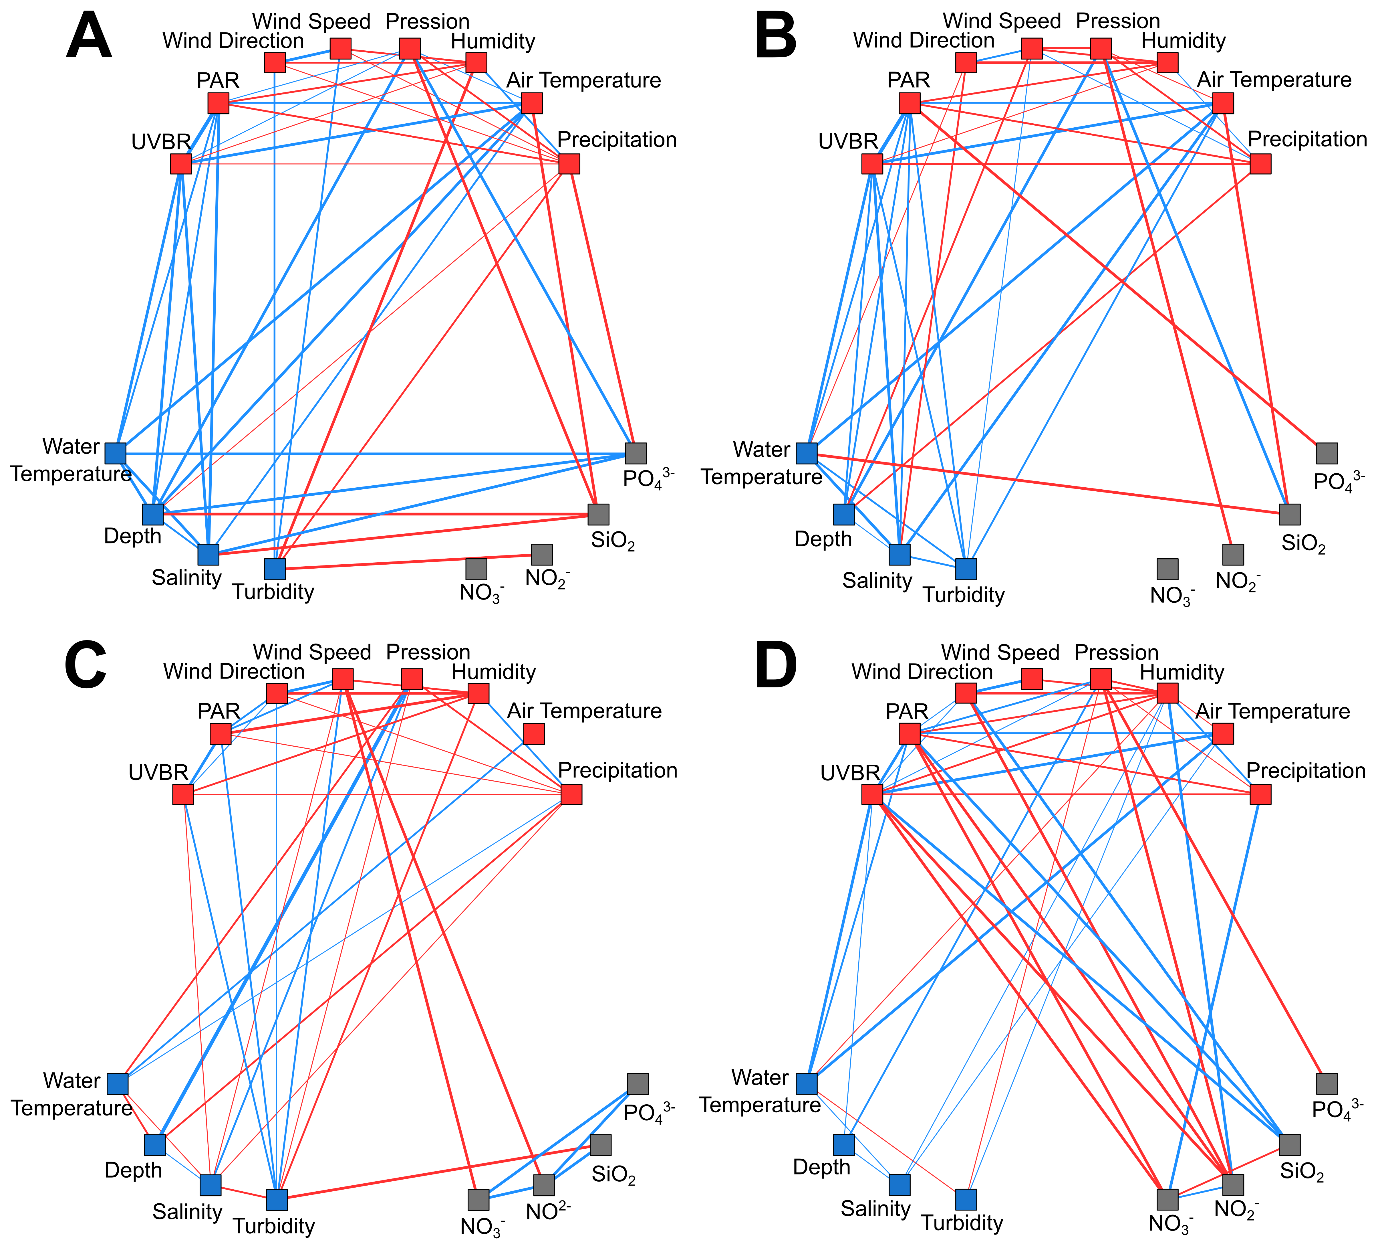 A
Wind Speed
Pression
Wind Direction
Humidity
PAR
Air Temperature
UVBR
Precipitation
Water
Temperature
Depth
Salinity
Turbidity
NO₃⁻
NO₂⁻
SiO₂
PO₄³⁻
B
Wind Speed
Pression
Wind Direction
Humidity
PAR
Air Temperature
UVBR
Precipitation
Water
Temperature
Depth
Salinity
Turbidity
NO₃⁻
NO₂⁻
SiO₂
PO₄³⁻
C
Wind Speed
Pression
Wind Direction
Humidity
PAR
Air Temperature
UVBR
Precipitation
Water
Temperature
Depth
Salinity
Turbidity
NO₃⁻
NO²⁻
SiO₂
PO₄³⁻
D
Wind Speed
Pression
Wind Direction
Humidity
PAR
Air Temperature
UVBR
Precipitation
Water
Temperature
Depth
Salinity
Turbidity
NO₃⁻
NO₂⁻
SiO₂
PO₄³⁻